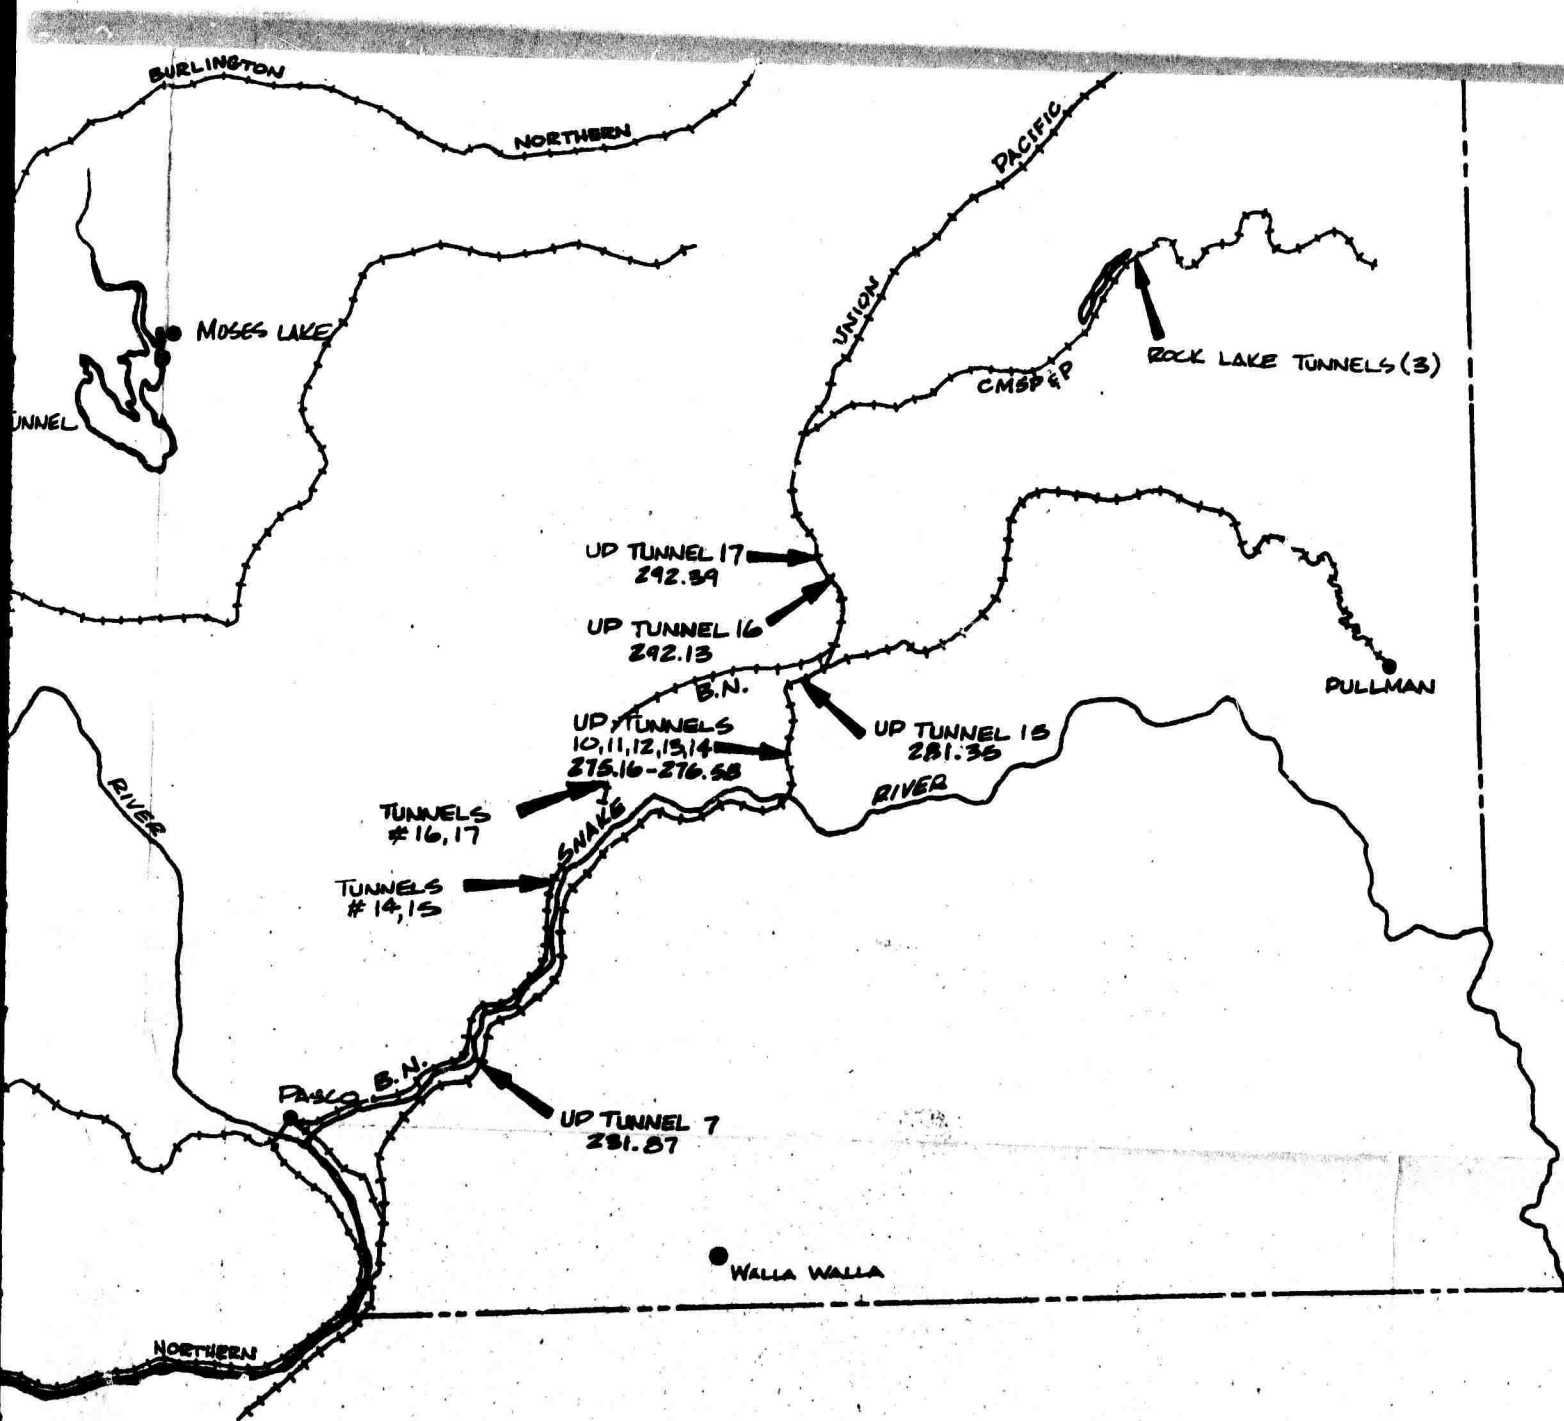 BURLINGTON
NORTHERN
PACIFIC
UNION
MOSES LAKE
ROCK LAKE TUNNELS (3)
CMSP&P
UNNEL
UP TUNNEL 17
292.39
UP TUNNEL 16
292.13
B.N.
PULLMAN
UP TUNNELS
10,11,12,13,14
275.16-276.58
UP TUNNEL 15
281.35
RIVER
RIVER
TUNNELS
# 16,17
SNAKE
TUNNELS
# 14,15
B.N.
PASCO
UP TUNNEL 7
231.87
WALLA WALLA
NORTHERN